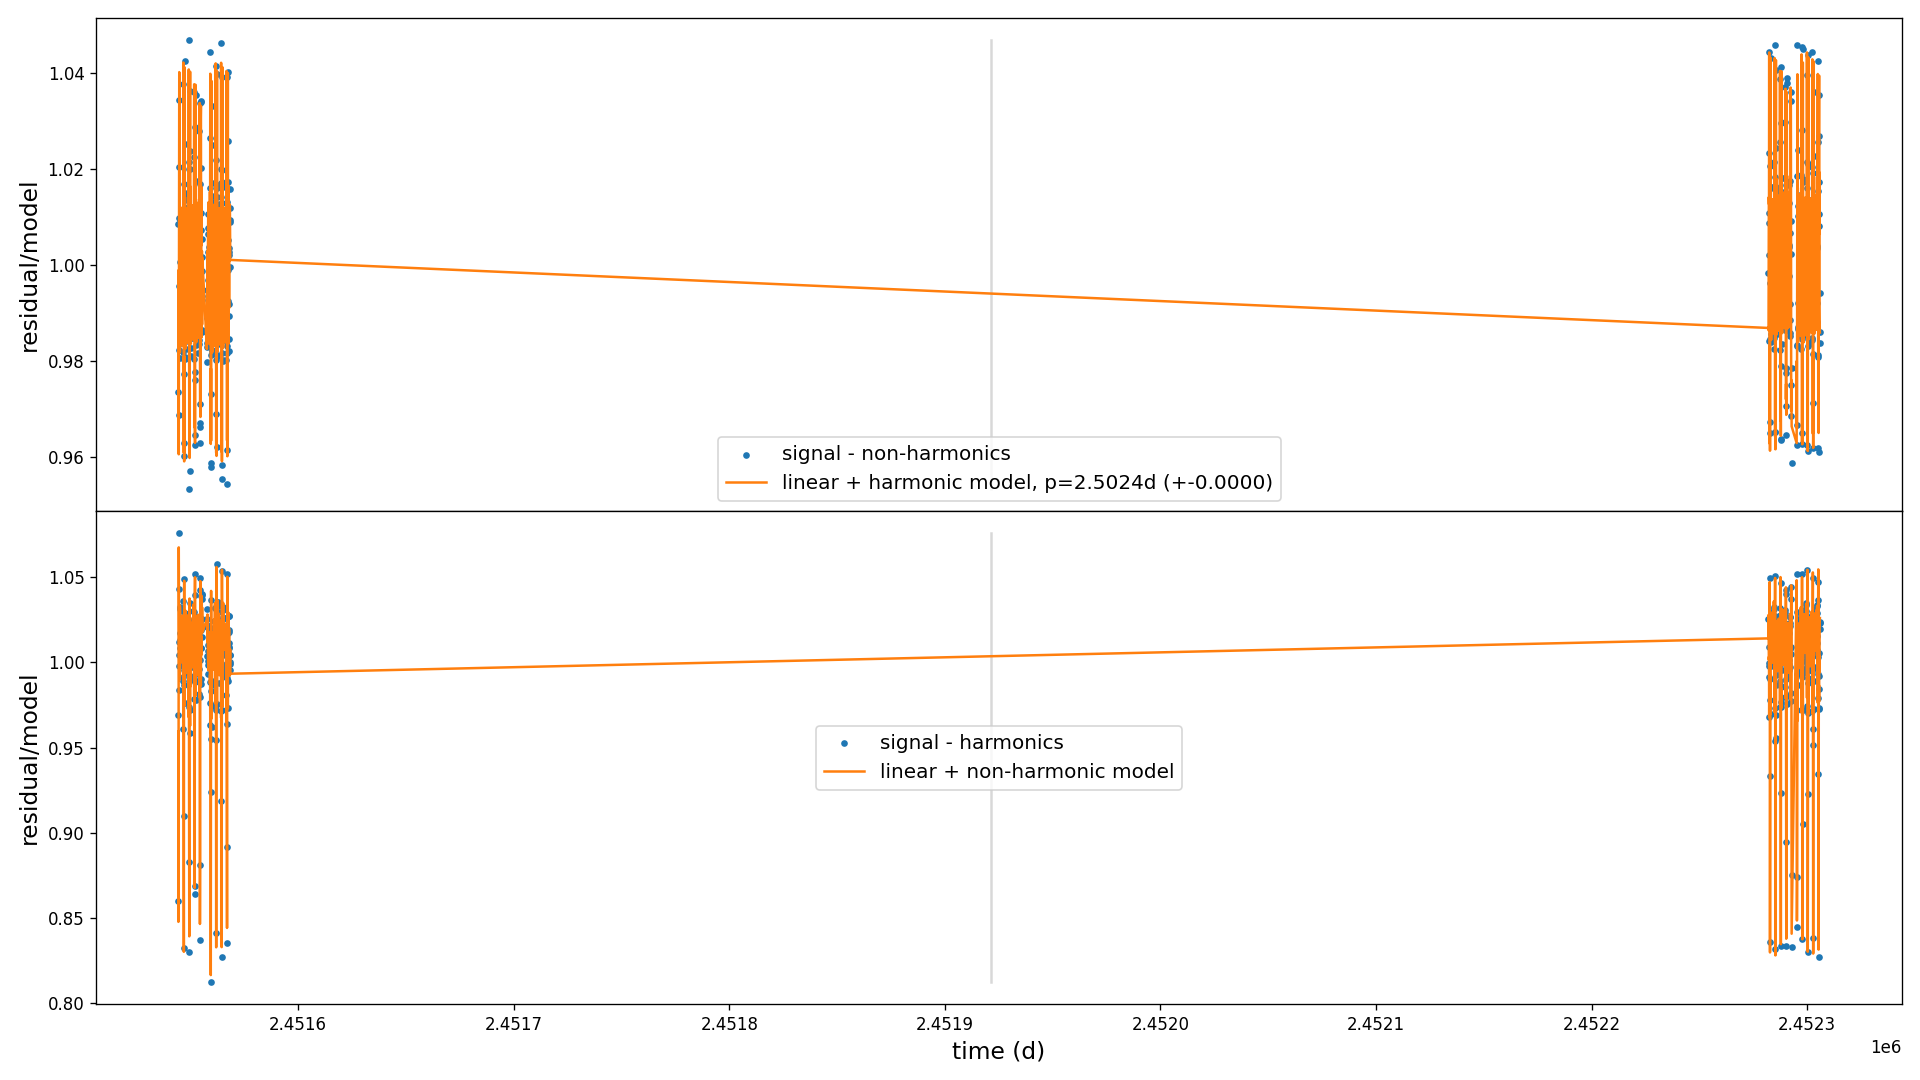 residual/model
1.04
1.02
1.00
0.98
0.96
signal - non-harmonics
linear + harmonic model, p=2.5024d (+-0.0000)
residual/model
1.05
1.00
0.95
0.90
0.85
0.80
signal - harmonics
linear + non-harmonic model
2.4516 2.4517 2.4518 2.4519 2.4520 2.4521 2.4522 2.4523
1e6
time (d)